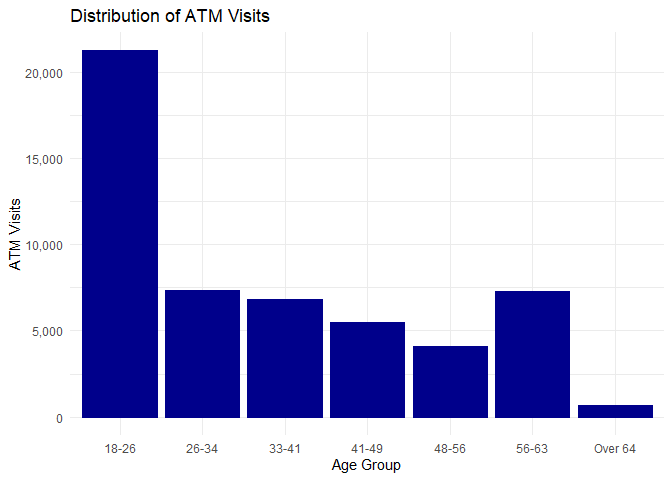 Distribution of ATM Visits
20,000
15,000
10,000
5,000
0
ATM Visits
18-26 26-34 33-41 41-49 48-56 56-63 Over 64
Age Group